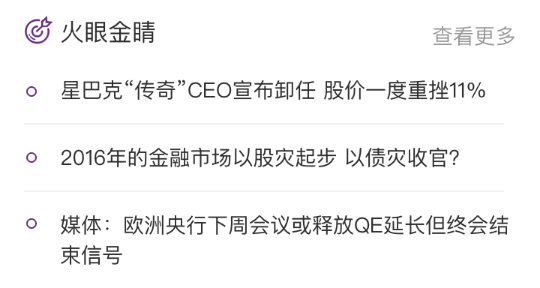 火眼金睛
查看更多
星巴克“传奇”CEO宣布卸任 股价一度重挫11%
2016年的金融市场以股灾起步 以债灾收官?
媒体：欧洲央行下周会议或释放QE延长但终会结
束信号